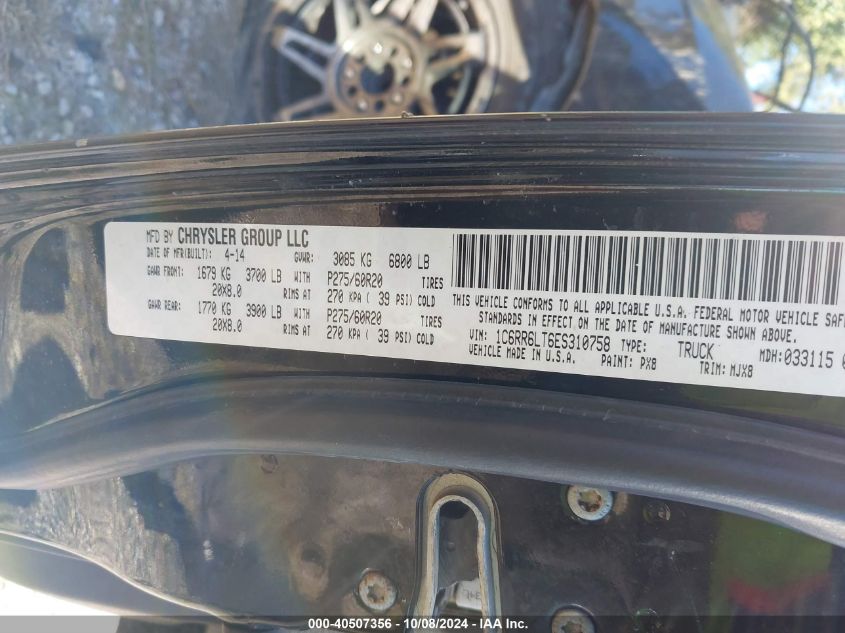 MFD BY CHRYSLER GROUP LLC
DATE OF MFR(BUILT): 4-14 GVWR: 3085 KG 6800 LB
GAWR FRONT: 1679 KG 3700 LB WITH P275/60R20 TIRES
20X8.0 RIMS AT 270 KPA ( 39 PSI) COLD
GAWR REAR: 1770 KG 3900 LB WITH P275/60R20 TIRES
20X8.0 RIMS AT 270 KPA ( 39 PSI) COLD
THIS VEHICLE CONFORMS TO ALL APPLICABLE U.S.A. FEDERAL MOTOR VEHICLE SAF
STANDARDS IN EFFECT ON THE DATE OF MANUFACTURE SHOWN ABOVE.
VIN: 1C6RR6LT6ES310758 TYPE: TRUCK MDH:033115 0
VEHICLE MADE IN U.S.A. PAINT: PX8 TRIM: MJX8
000-40507356 - 10/08/2024 - IAA Inc.